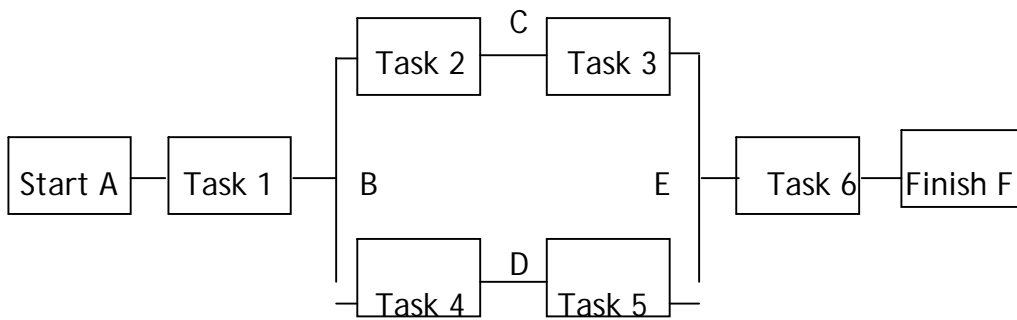 C
Task 2
Task 3
Start A
Task 1
B
E
Task 6
Finish F
D
Task 4
Task 5